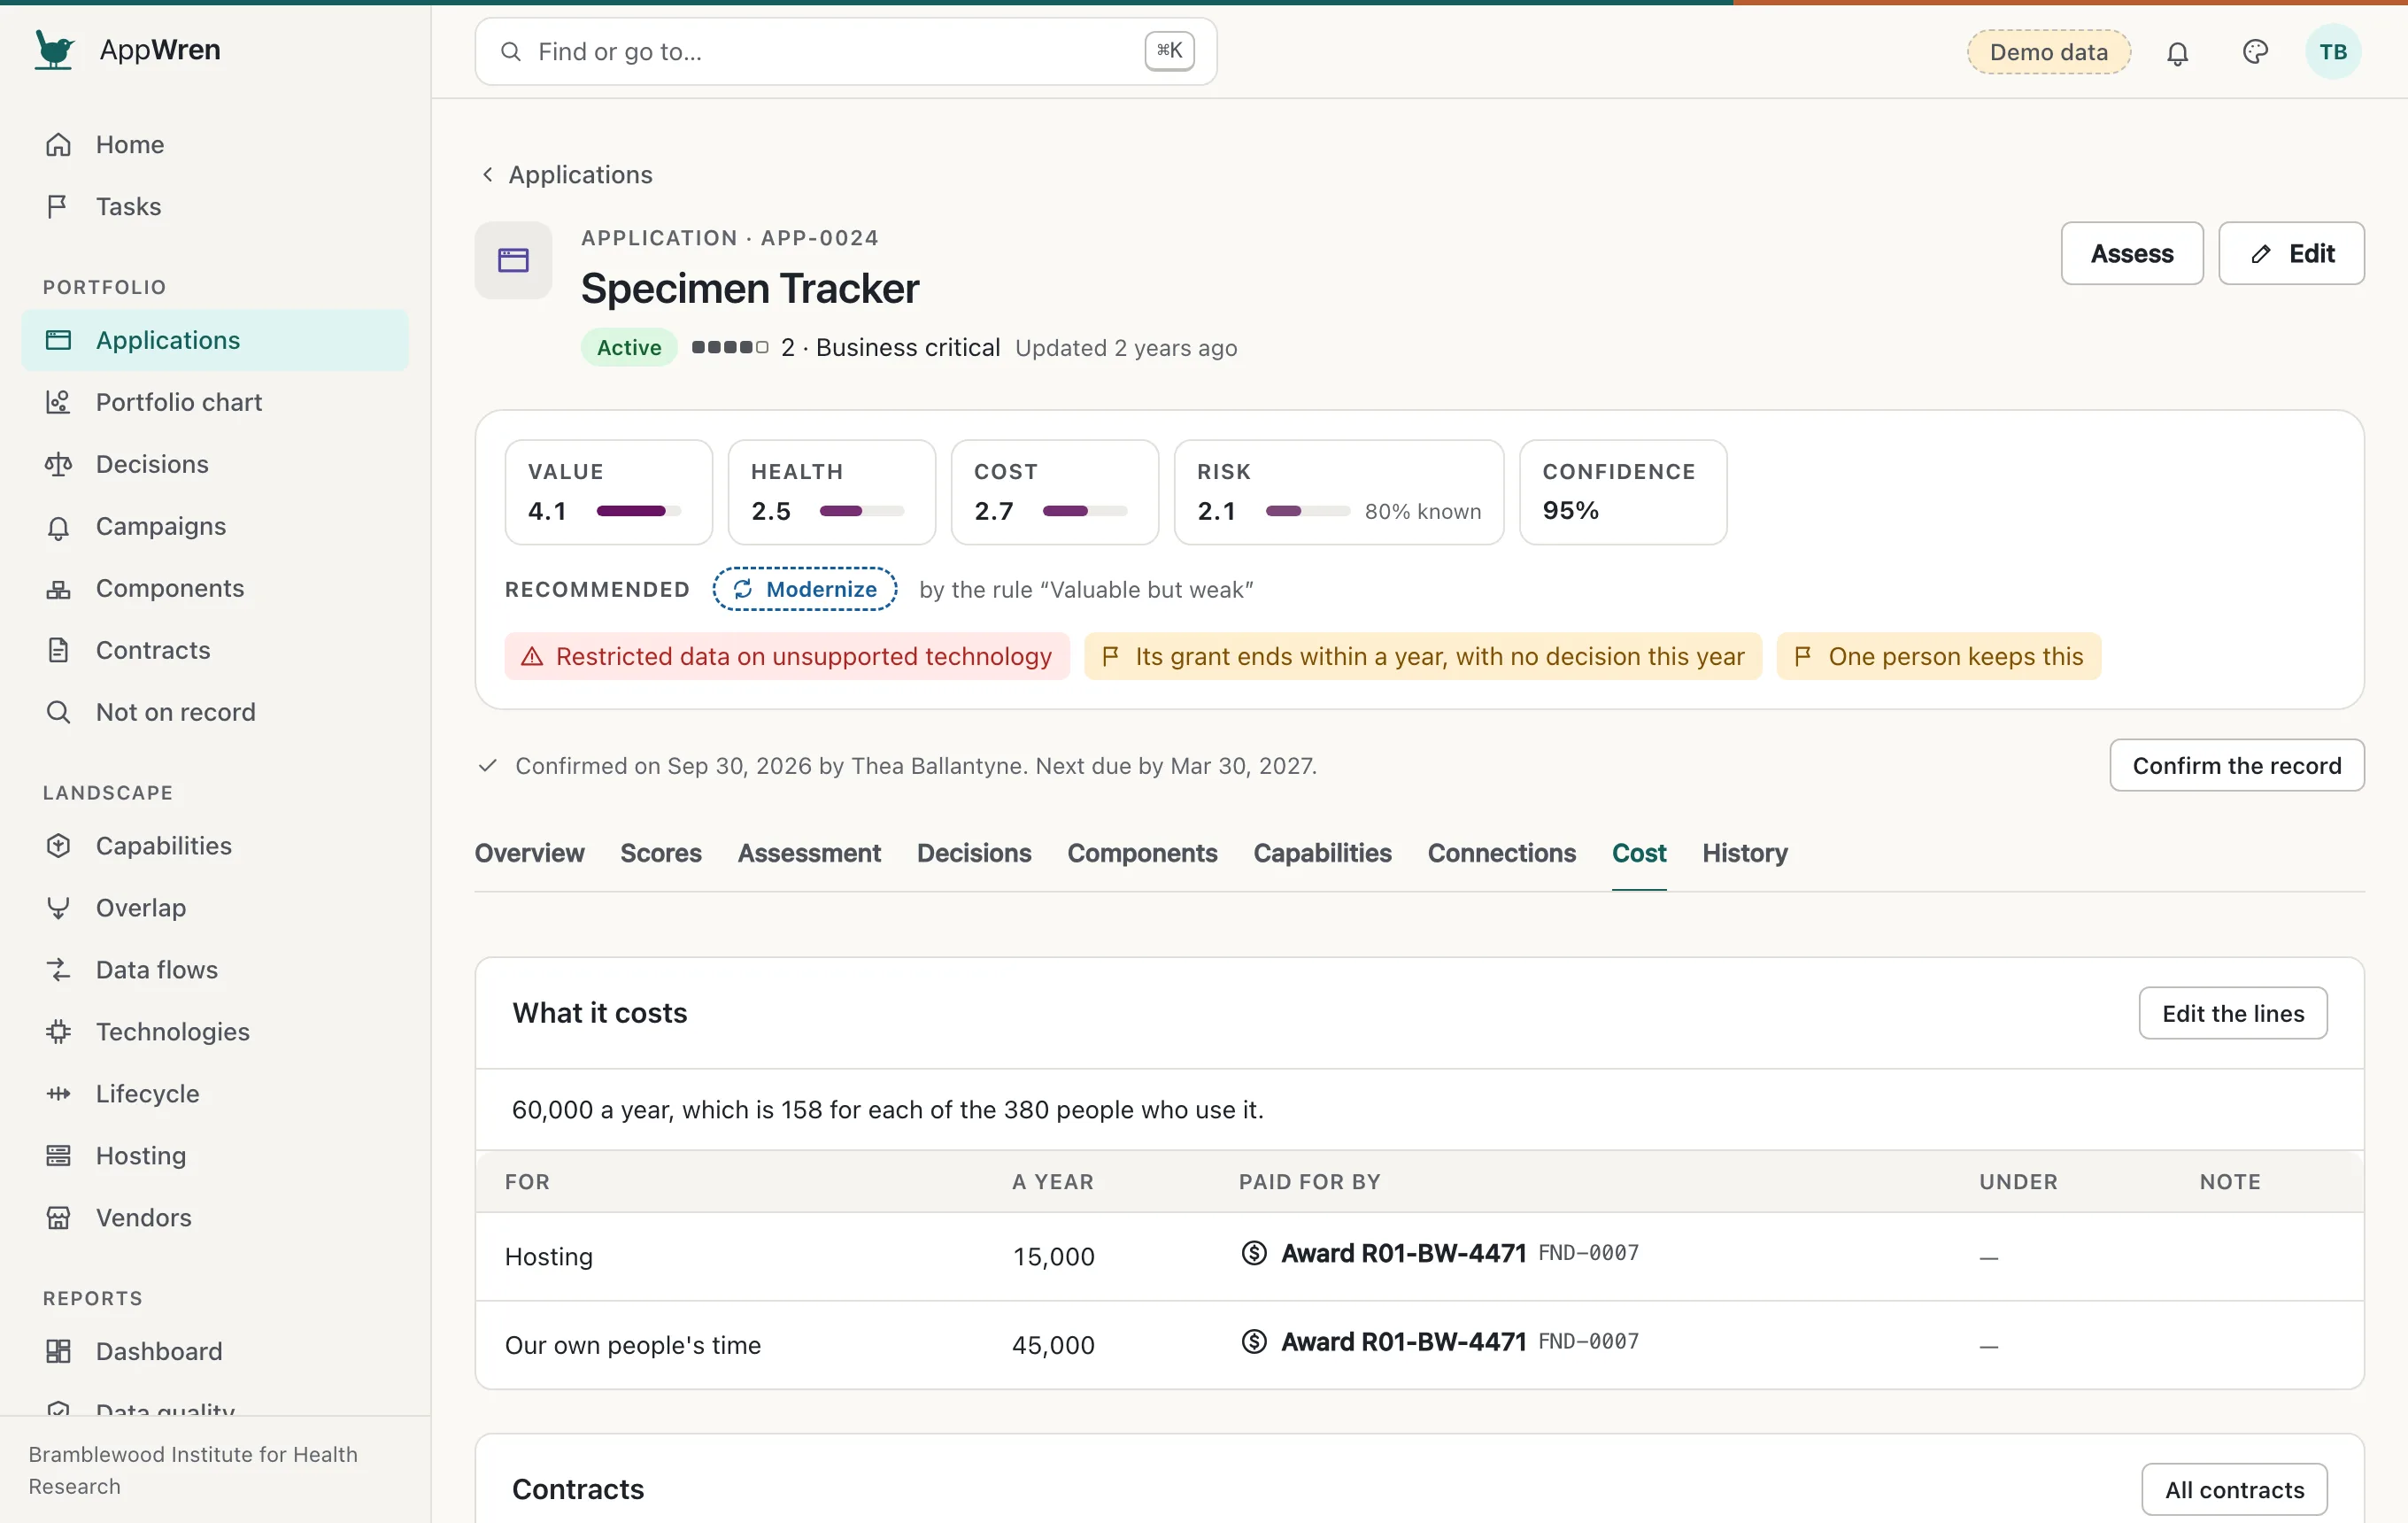 AppWren
Find or go to...
⌘K
Demo data
TB
Home
Tasks
PORTFOLIO
Applications
Portfolio chart
Decisions
Campaigns
Components
Contracts
Not on record
LANDSCAPE
Capabilities
Overlap
Data flows
Technologies
Lifecycle
Hosting
Vendors
REPORTS
Dashboard
Data quality
Bramblewood Institute for Health
Research
Applications
APPLICATION · APP-0024
Specimen Tracker
Assess
Edit
Active 2 · Business critical Updated 2 years ago
VALUE
4.1
HEALTH
2.5
COST
2.7
RISK
2.1 80% known
CONFIDENCE
95%
RECOMMENDED Modernize by the rule “Valuable but weak”
Restricted data on unsupported technology
Its grant ends within a year, with no decision this year
One person keeps this
Confirmed on Sep 30, 2026 by Thea Ballantyne. Next due by Mar 30, 2027.
Confirm the record
Overview Scores Assessment Decisions Components Capabilities Connections Cost History
What it costs
Edit the lines
60,000 a year, which is 158 for each of the 380 people who use it.
FOR A YEAR PAID FOR BY UNDER NOTE
Hosting 15,000 Award R01-BW-4471 FND-0007 —
Our own people's time 45,000 Award R01-BW-4471 FND-0007 —
Contracts
All contracts